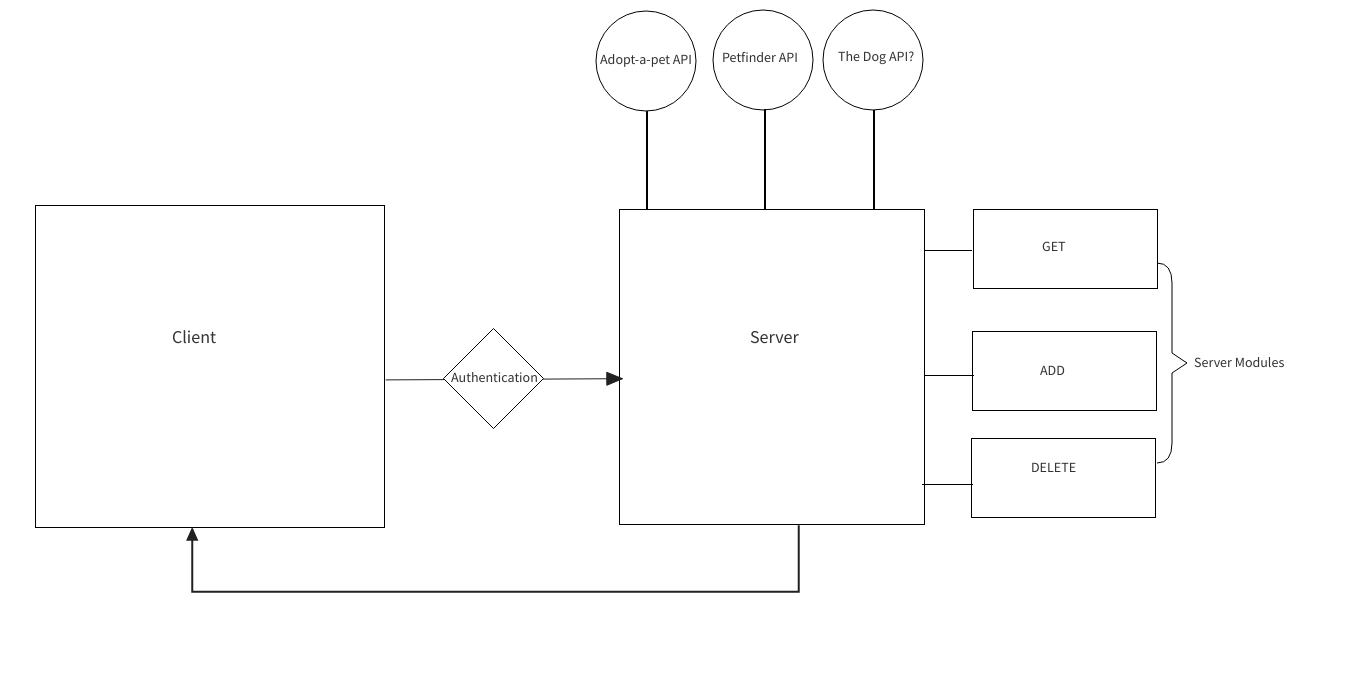 Adopt-a-pet API
Petfinder API
The Dog API?
Client
Authentication
Server
GET
ADD
DELETE
Server Modules